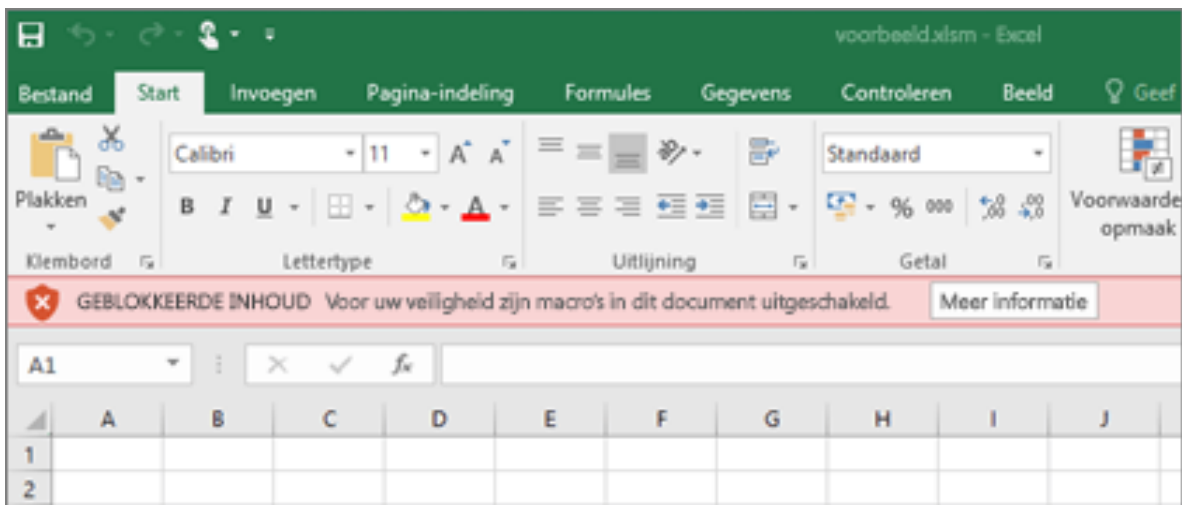 voorbeeld.xlsm - Excel
Bestand Start Invoegen Pagina-indeling Formules Gegevens Controleren Beeld Geef
Calibri 11 A A Standaard
Plakken B I U A % 000 ,00 ,0 Voorwaarde
opmaak
Klembord Lettertype Uitlijning Getal
GEBLOKKEERDE INHOUD Voor uw veiligheid zijn macro's in dit document uitgeschakeld. Meer informatie
A1 fx
A B C D E F G H I J
1
2